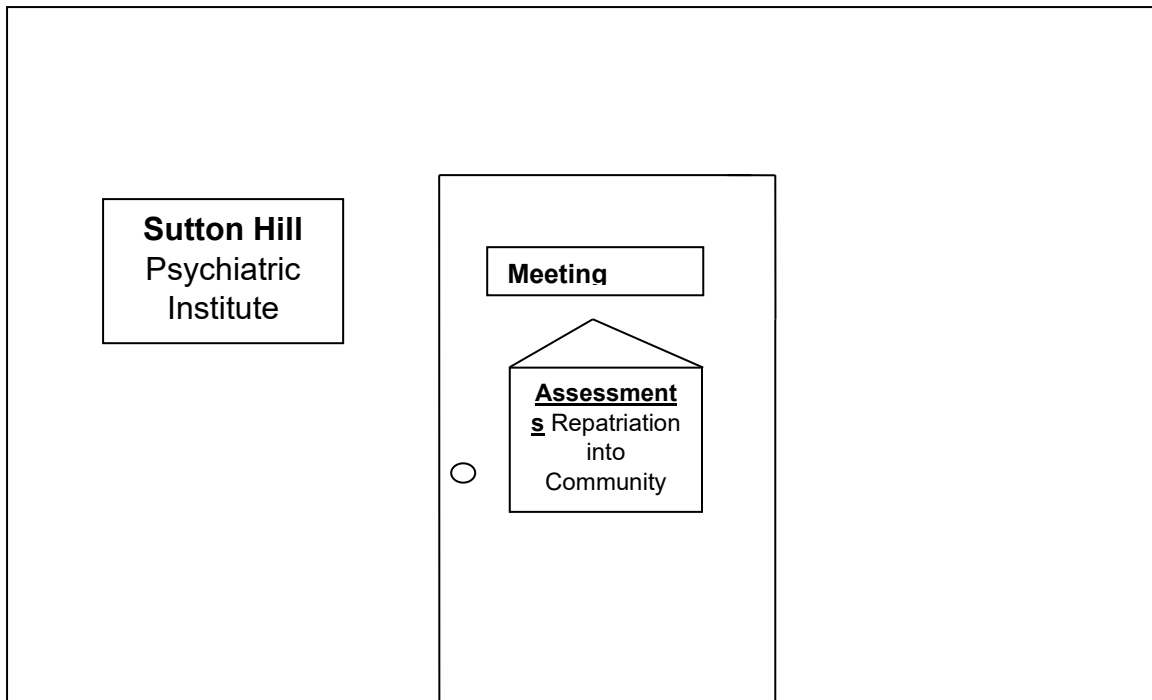 Sutton Hill
Psychiatric
Institute
Meeting
Assessment
s Repatriation
into
Community